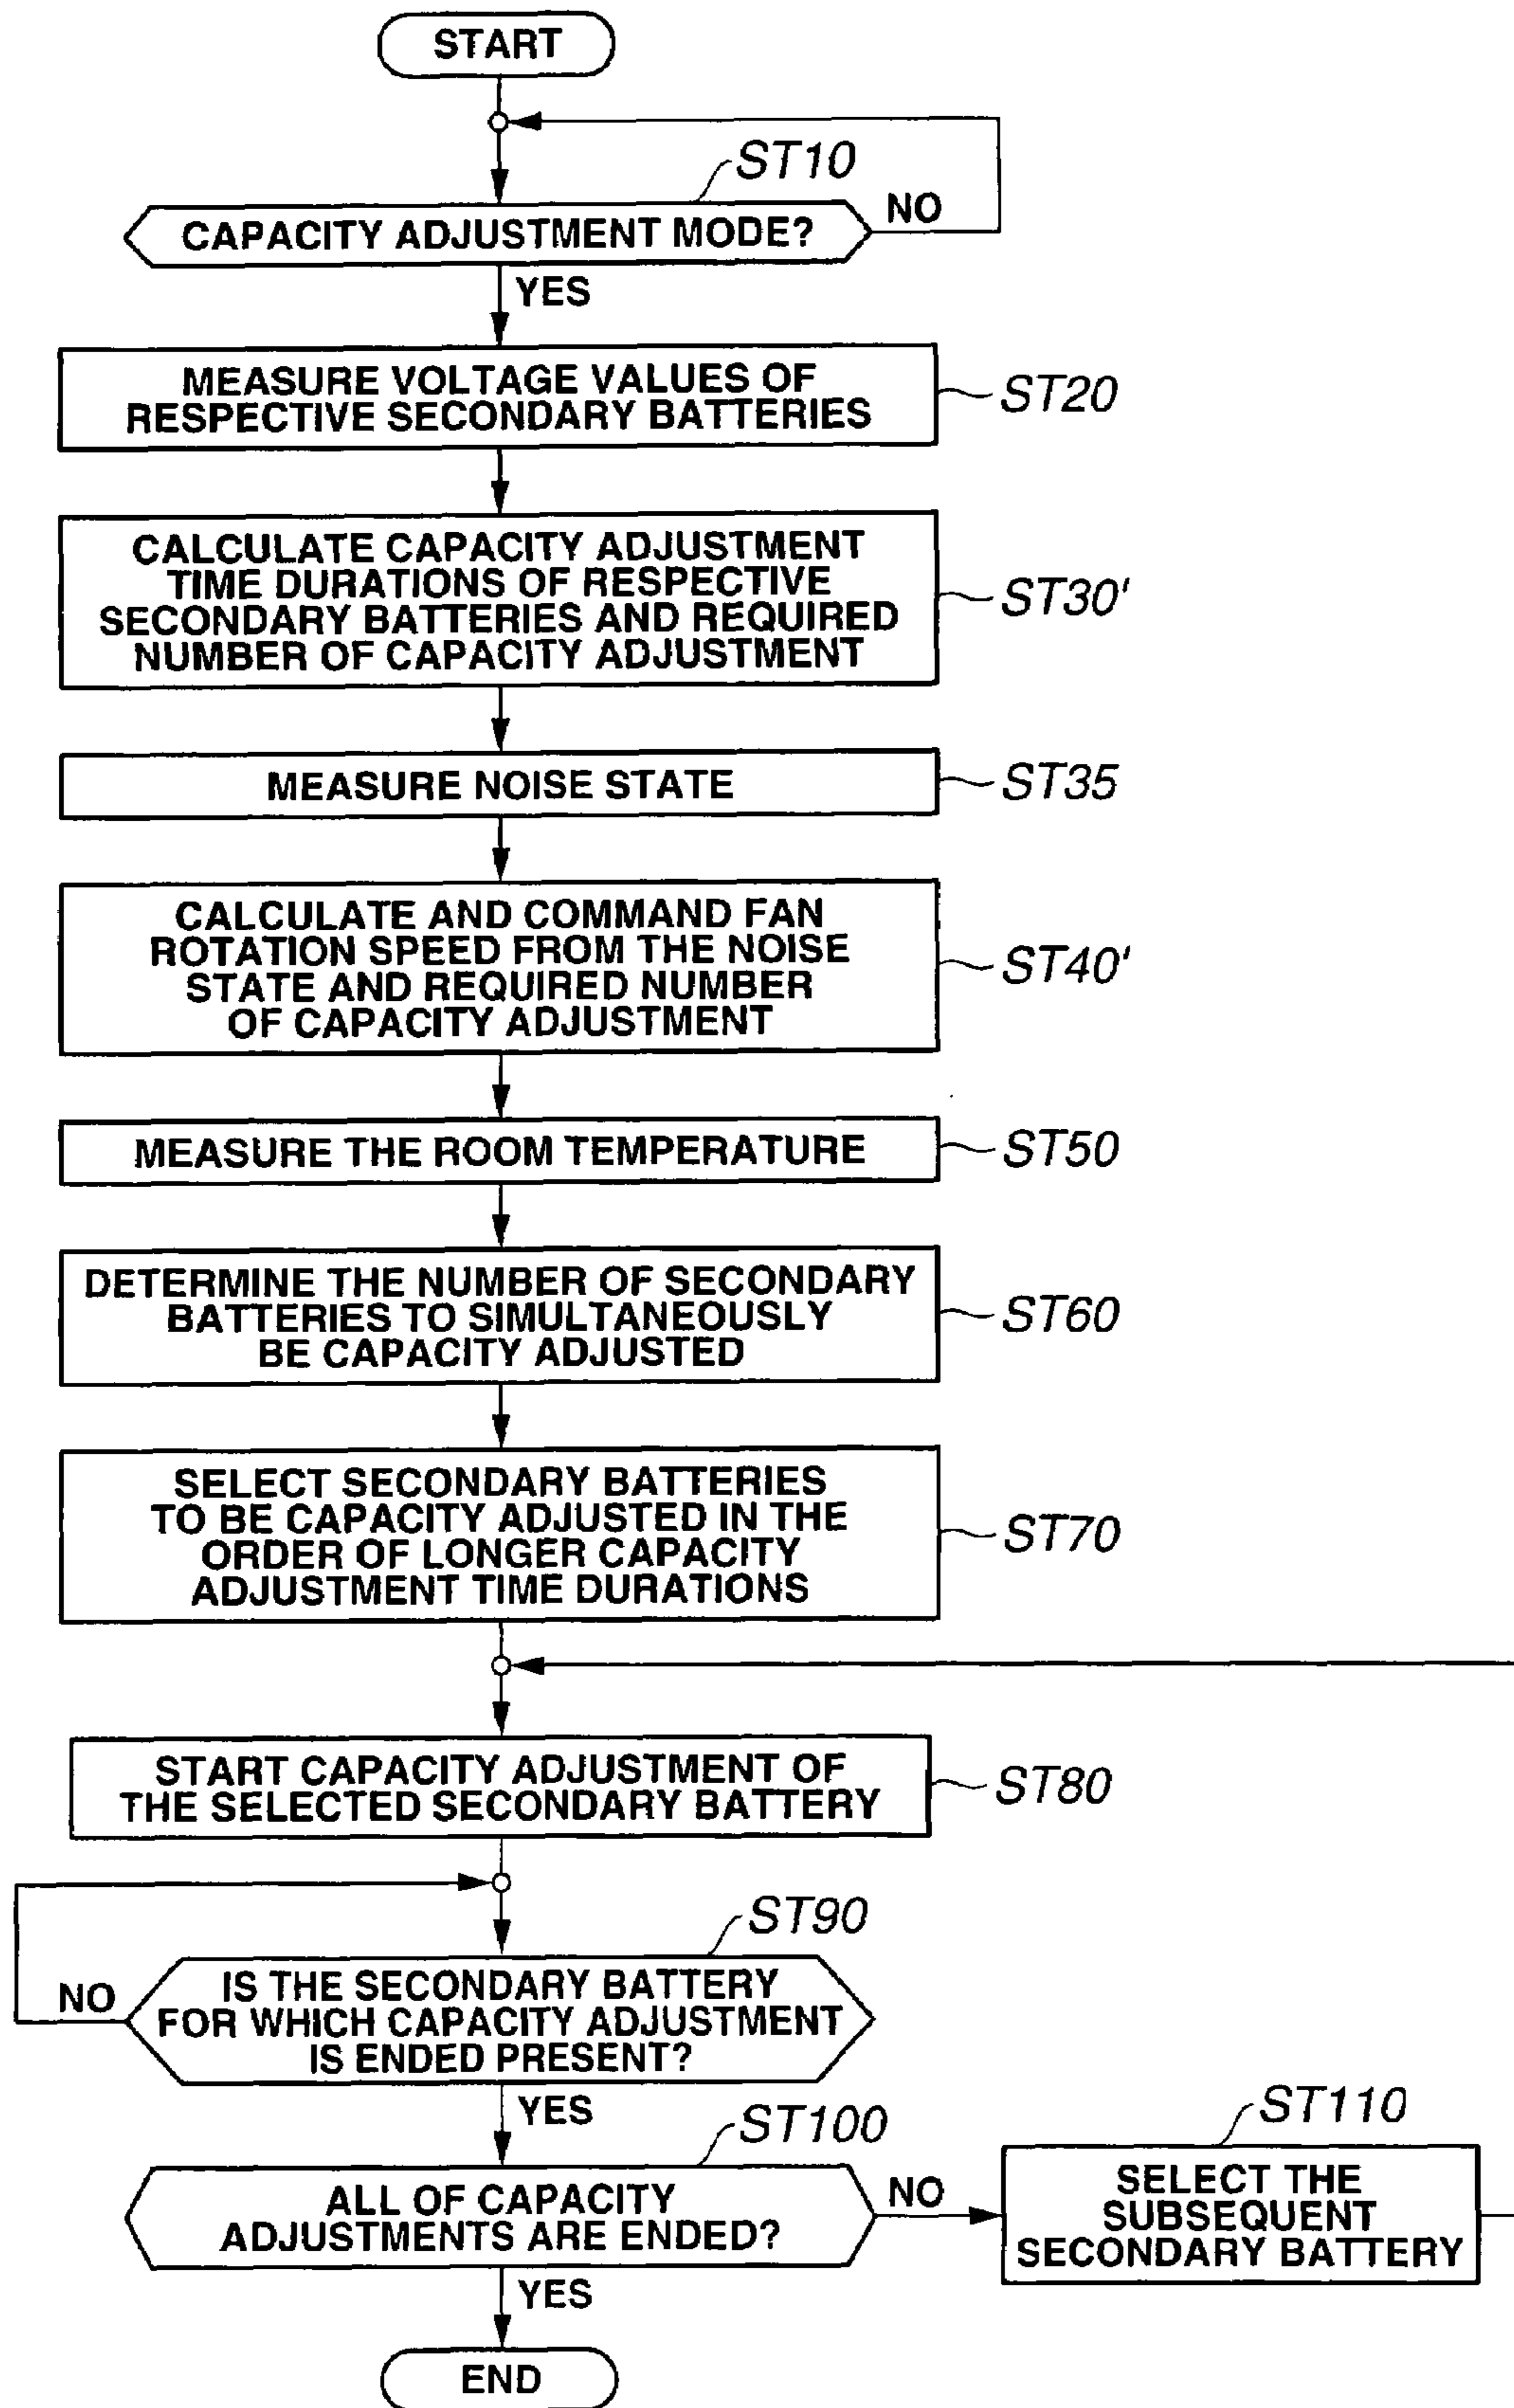 START
ST10
CAPACITY ADJUSTMENT MODE?
NO
YES
MEASURE VOLTAGE VALUES OF
RESPECTIVE SECONDARY BATTERIES
ST20
CALCULATE CAPACITY ADJUSTMENT
TIME DURATIONS OF RESPECTIVE
SECONDARY BATTERIES AND REQUIRED
NUMBER OF CAPACITY ADJUSTMENT
ST30'
MEASURE NOISE STATE
ST35
CALCULATE AND COMMAND FAN
ROTATION SPEED FROM THE NOISE
STATE AND REQUIRED NUMBER
OF CAPACITY ADJUSTMENT
ST40'
MEASURE THE ROOM TEMPERATURE
ST50
DETERMINE THE NUMBER OF SECONDARY
BATTERIES TO SIMULTANEOUSLY
BE CAPACITY ADJUSTED
ST60
SELECT SECONDARY BATTERIES
TO BE CAPACITY ADJUSTED IN THE
ORDER OF LONGER CAPACITY
ADJUSTMENT TIME DURATIONS
ST70
START CAPACITY ADJUSTMENT OF
THE SELECTED SECONDARY BATTERY
ST80
ST90
NO
IS THE SECONDARY BATTERY
FOR WHICH CAPACITY ADJUSTMENT
IS ENDED PRESENT?
YES
ST100
ALL OF CAPACITY
ADJUSTMENTS ARE ENDED?
NO
ST110
SELECT THE
SUBSEQUENT
SECONDARY BATTERY
YES
END